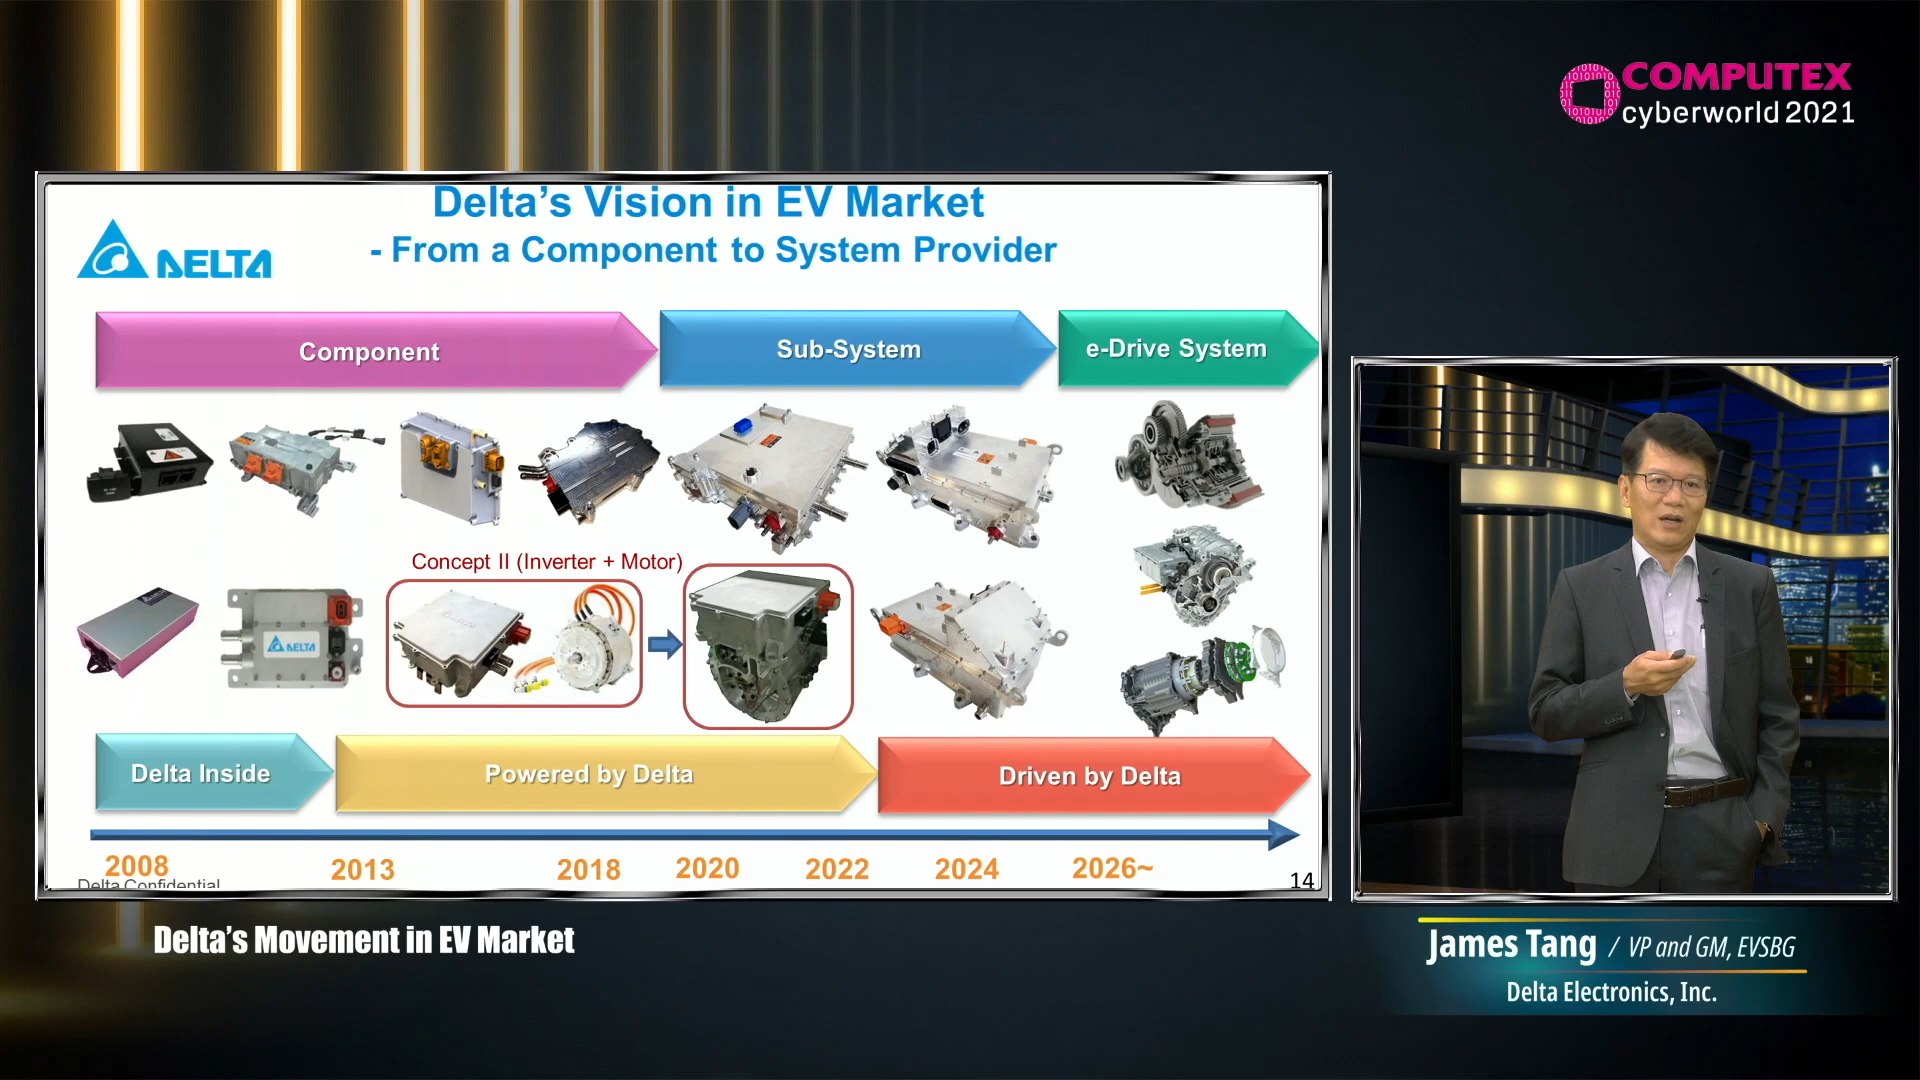 COMPUTEX
cyberworld 2021
Delta's Vision in EV Market
- From a Component to System Provider
DELTA
Component
Sub-System
e-Drive System
Concept II (Inverter + Motor)
DELTA
Delta Inside
Powered by Delta
Driven by Delta
2008
2013
2018
2020
2022
2024
2026~
Delta Confidential
14
Delta's Movement in EV Market
James Tang / VP and GM, EVSBG
Delta Electronics, Inc.